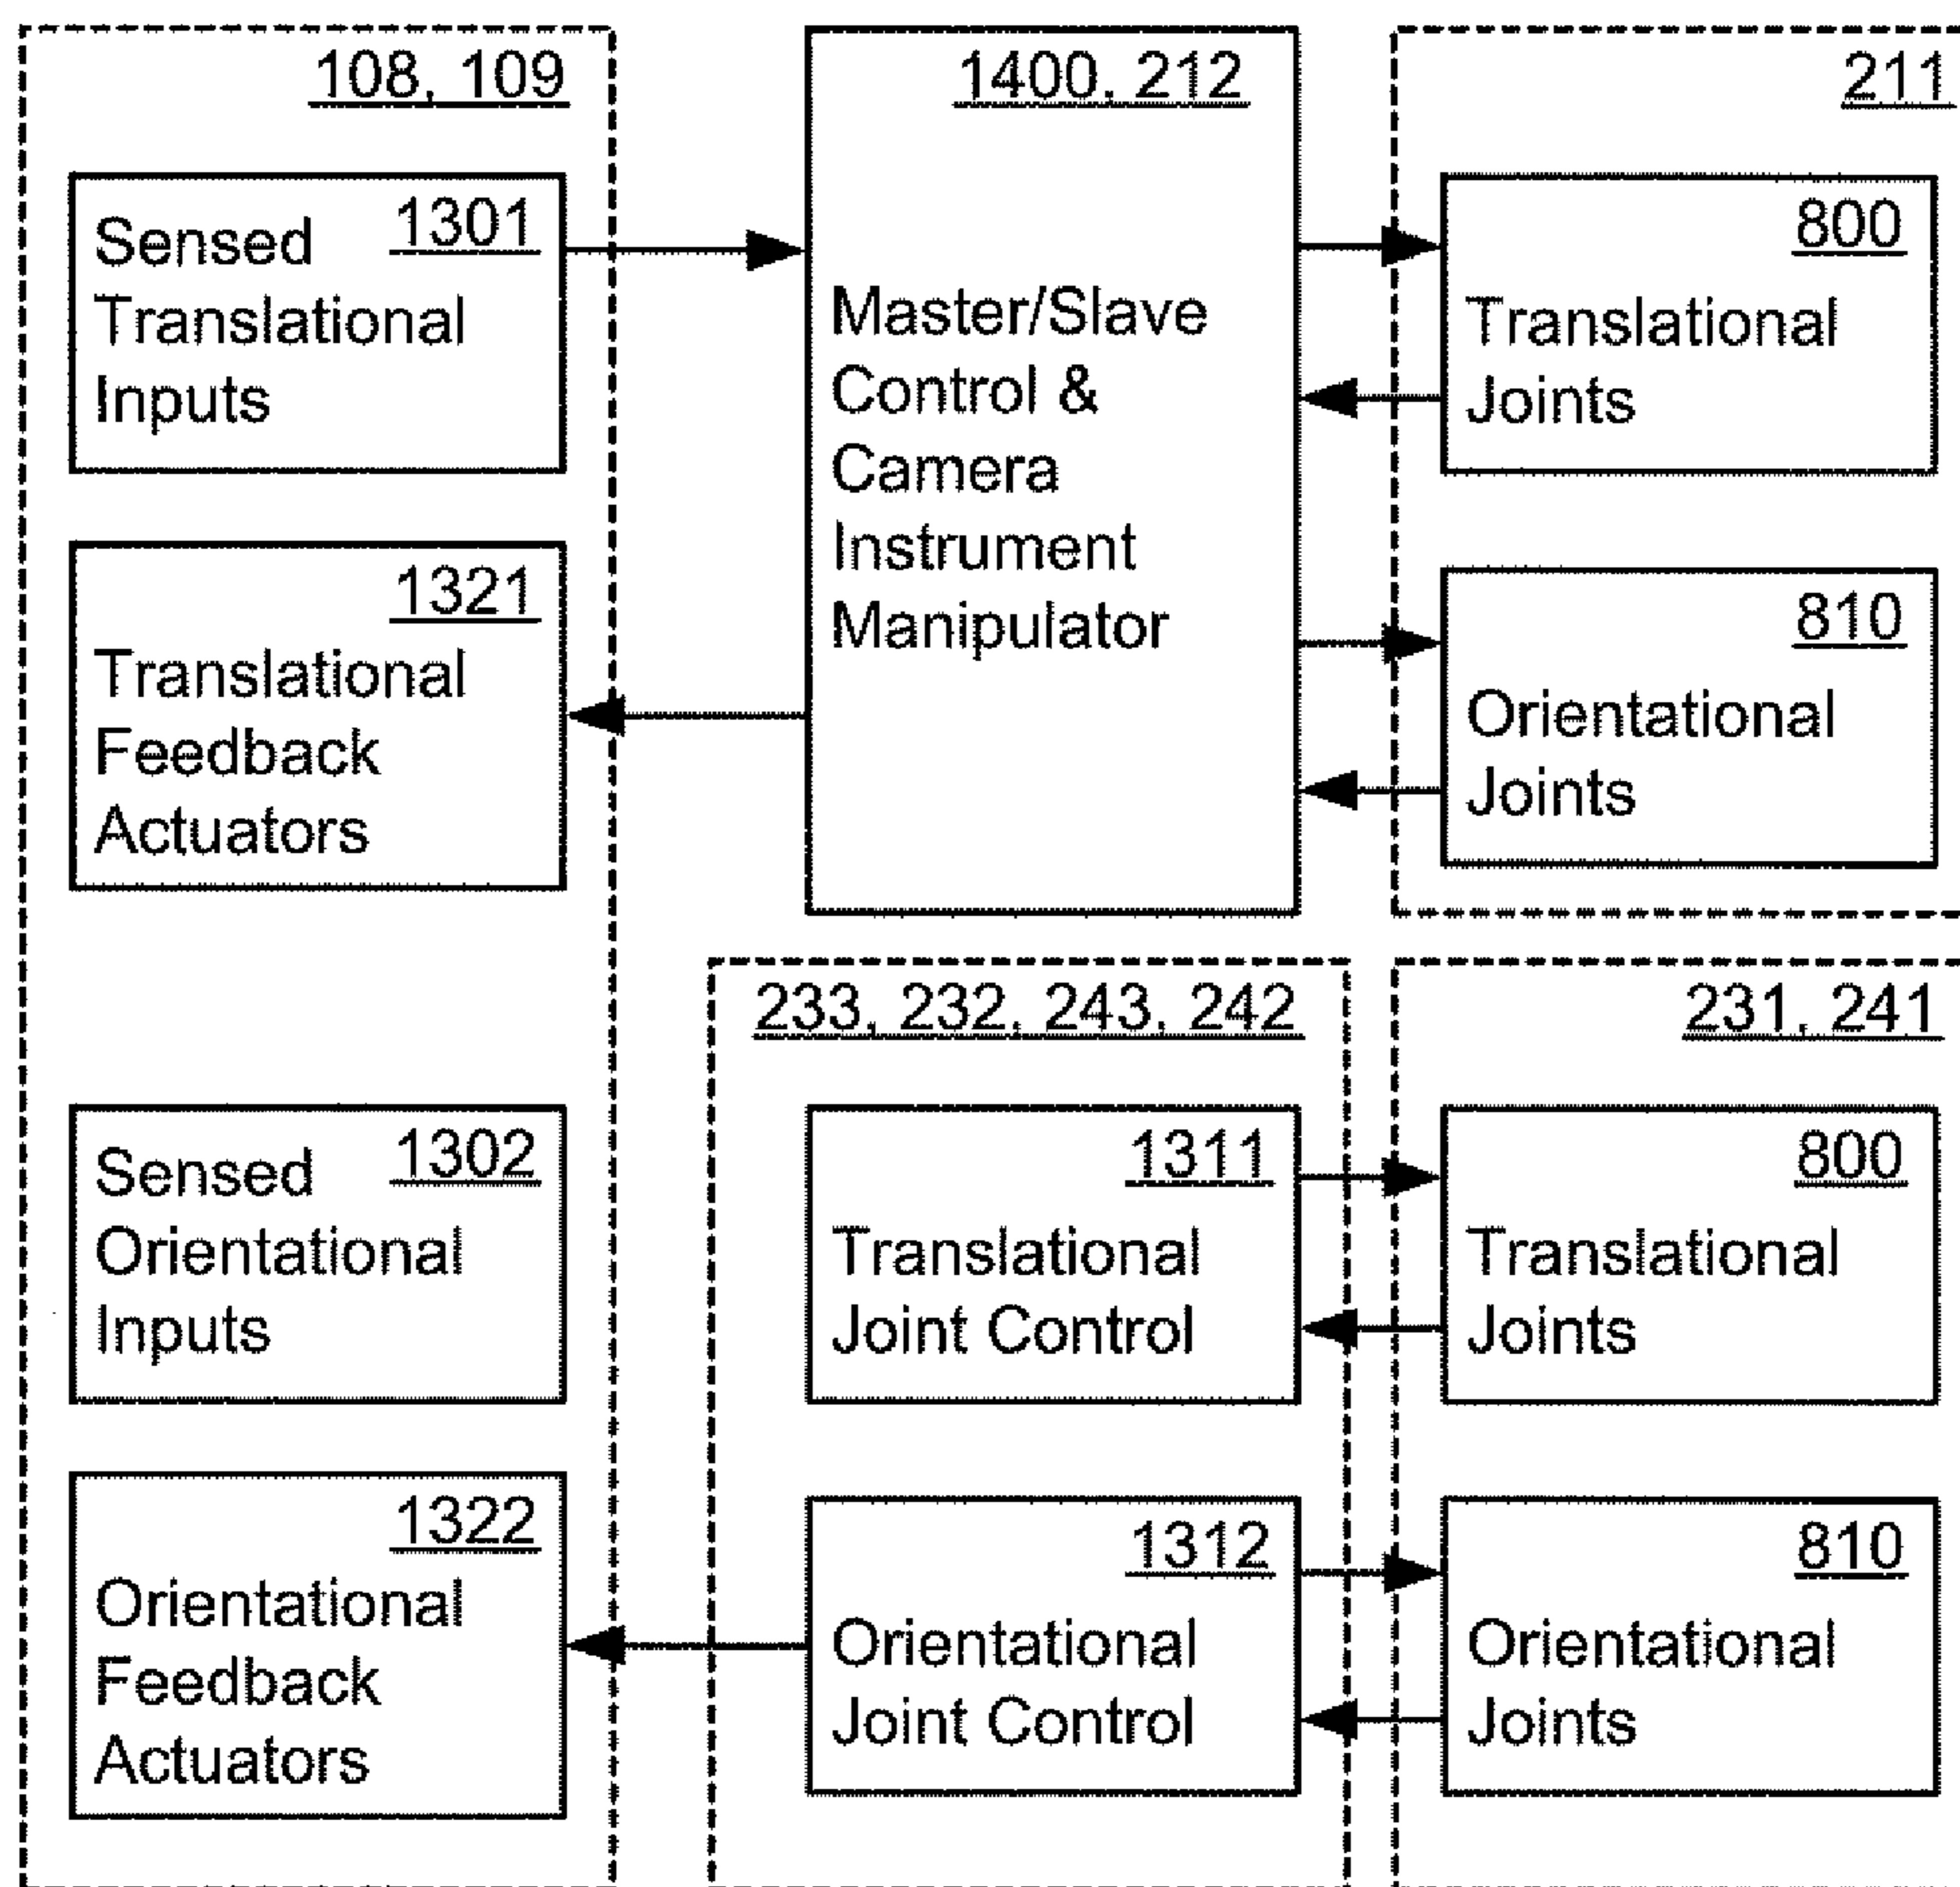 108, 109
Sensed 1301
Translational
Inputs
1321
Translational
Feedback
Actuators
Sensed 1302
Orientational
Inputs
1322
Orientational
Feedback
Actuators
1400, 212
Master/Slave
Control &
Camera
Instrument
Manipulator
211
800
Translational
Joints
810
Orientational
Joints
233, 232, 243, 242
1311
Translational
Joint Control
1312
Orientational
Joint Control
231, 241
800
Translational
Joints
810
Orientational
Joints